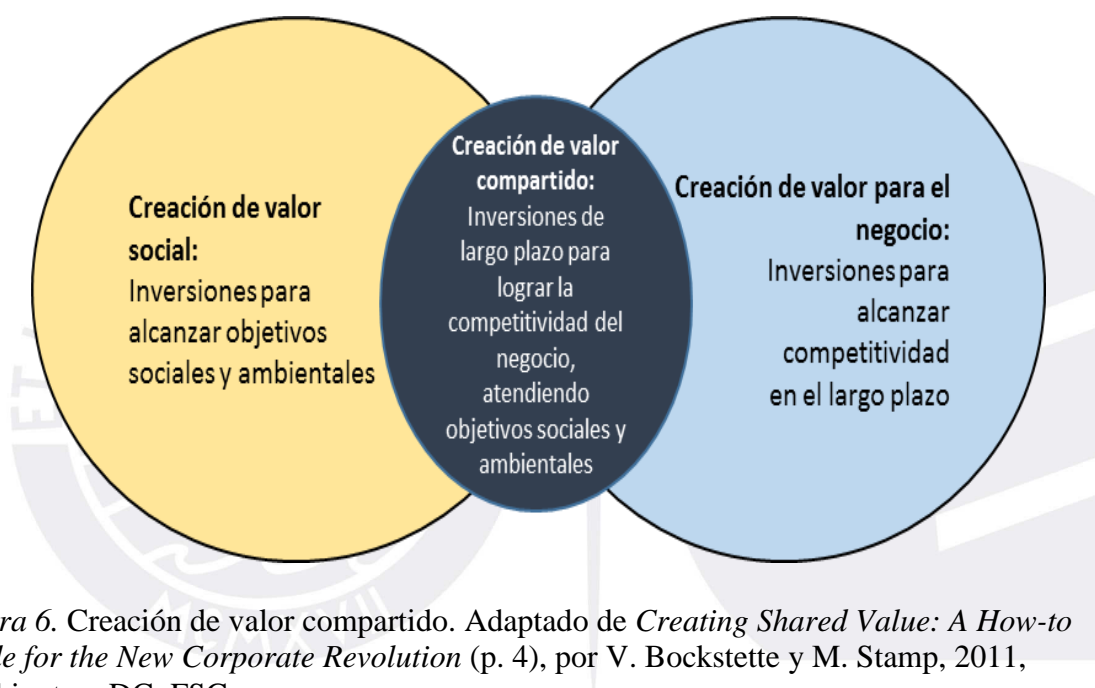 Creación de valor
social:
Inversiones para
alcanzar objetivos
sociales y ambientales
Creación de valor
compartido:
Inversiones de
largo plazo para
lograr la
competitividad del
negocio,
atendiendo
objetivos sociales y
ambientales
Creación de valor para el
negocio:
Inversiones para
alcanzar
competitividad
en el largo plazo
ET
MCMXVII
ra 6. Creación de valor compartido. Adaptado de Creating Shared Value: A How-to
le for the New Corporate Revolution (p. 4), por V. Bockstette y M. Stamp, 2011,